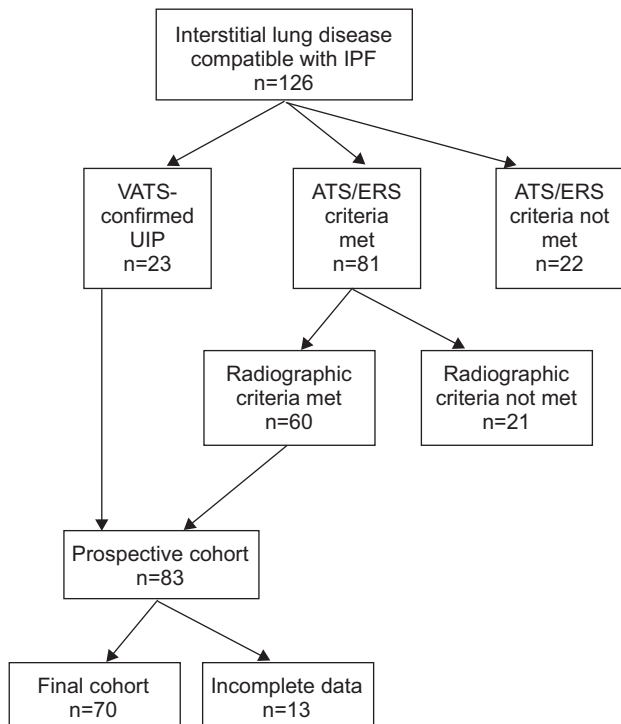 Interstitial lung disease
compatible with IPF
n=126
VATS-
confirmed
UIP
n=23
ATS/ERS
criteria
met
n=81
ATS/ERS
criteria not
met
n=22
Radiographic
criteria met
n=60
Radiographic
criteria not met
n=21
Prospective cohort
n=83
Final cohort
n=70
Incomplete data
n=13